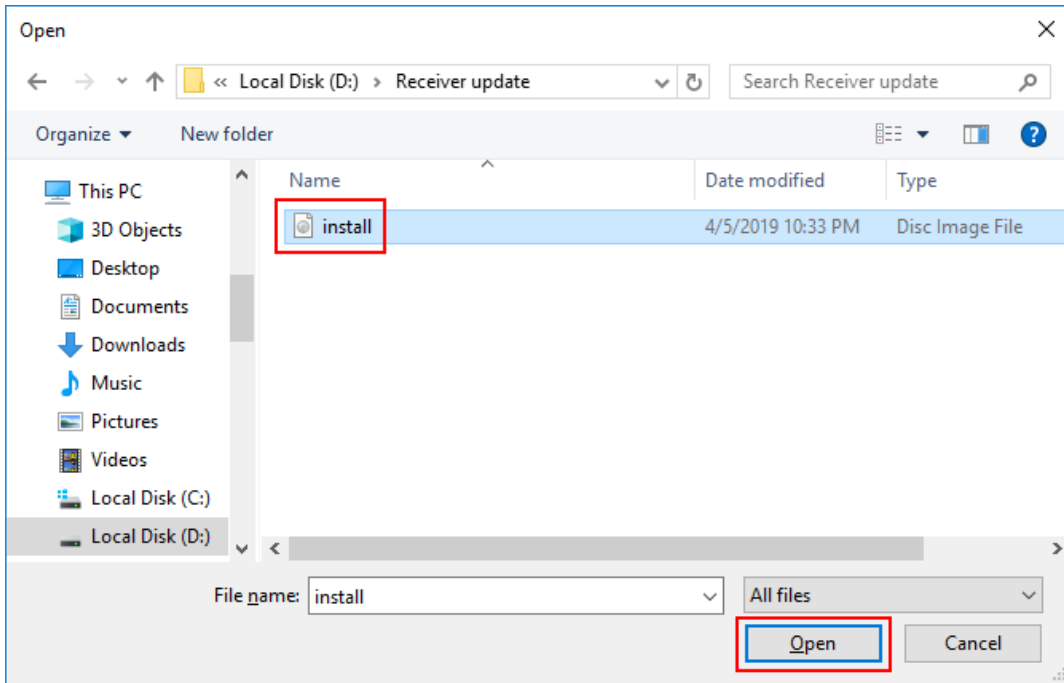 Open
« Local Disk (D:) > Receiver update
Search Receiver update
Organize
New folder
?
Name
Date modified
Type
install
4/5/2019 10:33 PM
Disc Image File
This PC
3D Objects
Desktop
Documents
Downloads
Music
Pictures
Videos
Local Disk (C:)
Local Disk (D:)
File name:
install
All files
Open
Cancel